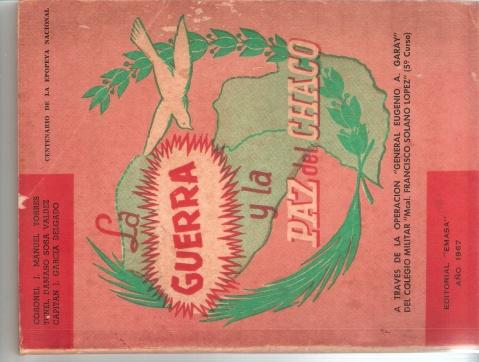 CORONEL J. MANUEL TORRES
TTE. CNEL. DAMASO SOSA VALDEZ
CAPITAN J. GARCIA DELGADO
CENTENARIO DE LA EPOPEYA NACIONAL
La
GUERRA
y la
PAZ del CHACO
A TRAVES DE LA OPERACION "GENERAL EUGENIO A. GARAY"
DEL COLEGIO MILITAR "Mcal. FRANCISCO SOLANO LOPEZ" (5º Curso)
EDITORIAL "EMASA"
AÑO 1967